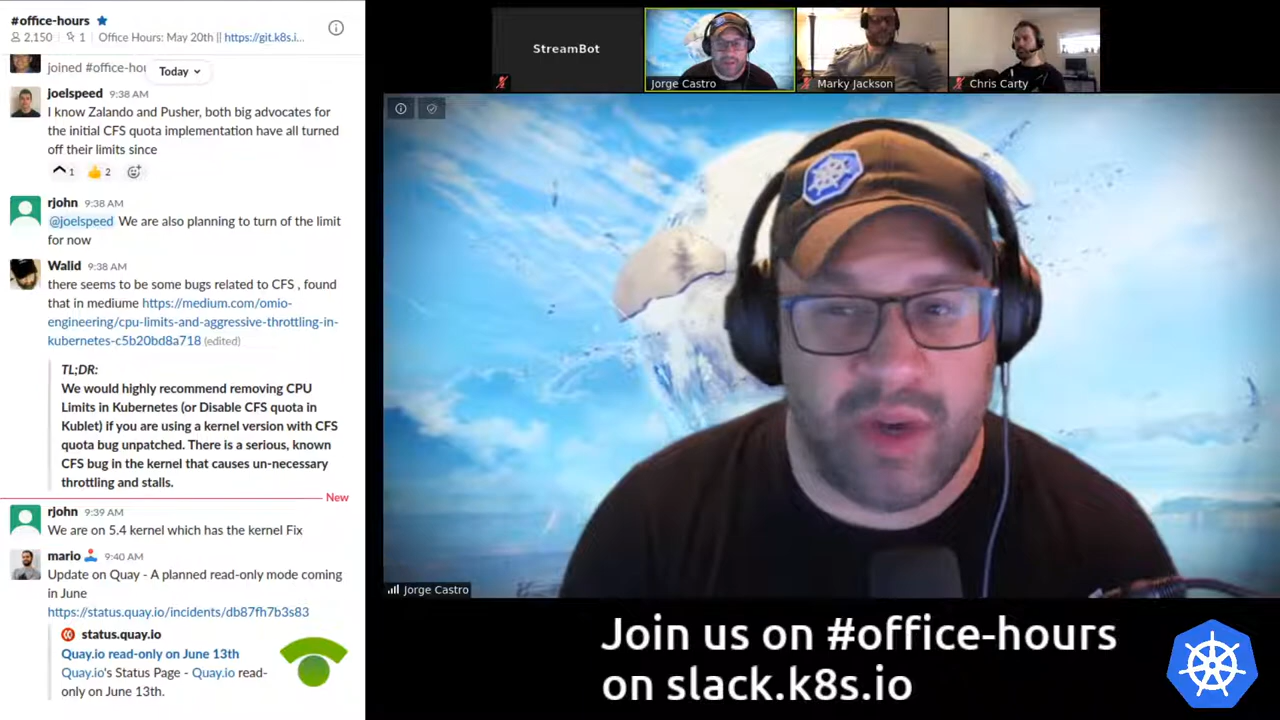 #office-hours
2,150 | 1 | Office Hours: May 20th || https://git.k8s.i...
joined #office-hou
Today
joelspeed 9:38 AM
I know Zalando and Pusher, both big advocates for
the initial CFS quota implementation have all turned
off their limits since
1 2
rjohn 9:38 AM
@joelspeed We are also planning to turn of the limit
for now
Walid 9:38 AM
there seems to be some bugs related to CFS , found
that in mediume https://medium.com/omio-
engineering/cpu-limits-and-aggressive-throttling-in-
kubernetes-c5b20bd8a718 (edited)
TL;DR:
We would highly recommend removing CPU
Limits in Kubernetes (or Disable CFS quota in
Kublet) if you are using a kernel version with CFS
quota bug unpatched. There is a serious, known
CFS bug in the kernel that causes un-necessary
throttling and stalls.
New
rjohn 9:39 AM
We are on 5.4 kernel which has the kernel Fix
mario 9:40 AM
Update on Quay - A planned read-only mode coming
in June
https://status.quay.io/incidents/db87fh7b3s83
status.quay.io
Quay.io read-only on June 13th
Quay.io's Status Page - Quay.io read-
only on June 13th.
StreamBot
Jorge Castro
Marky Jackson
Chris Carty
Jorge Castro
Join us on #office-hours
on slack.k8s.io